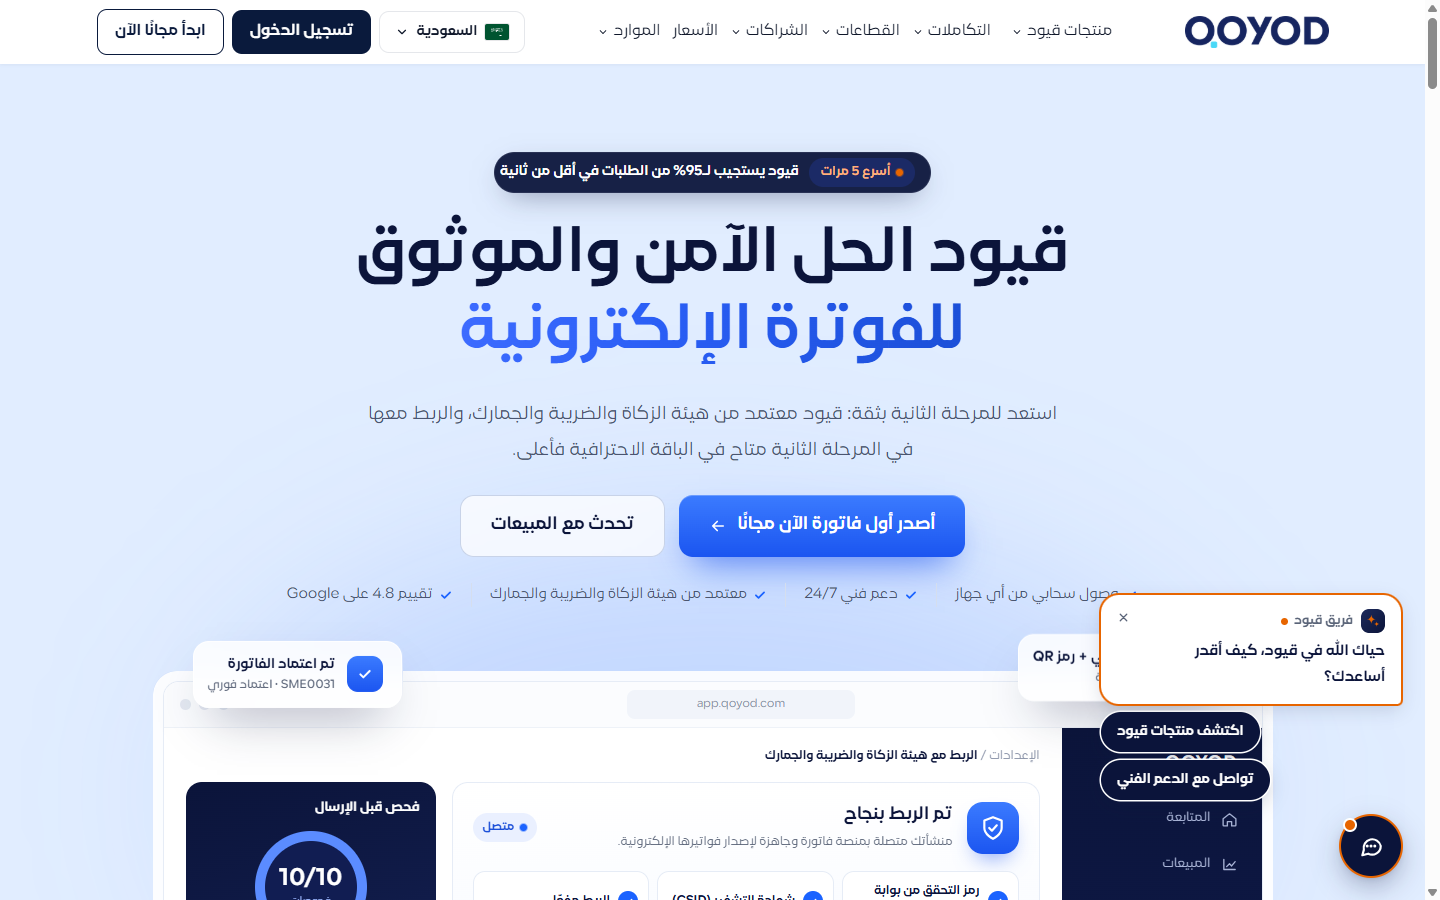 QOYOD
منتجات قيود
التكاملات
القطاعات
الشراكات
الأسعار
الموارد
السعودية
تسجيل الدخول
ابدأ مجانًا الآن
أسرع 5 مرات
قيود يستجيب لـ95% من الطلبات في أقل من ثانية
قيود الحل الآمن والموثوق
للفوترة الإلكترونية
استعد للمرحلة الثانية بثقة: قيود معتمد من هيئة الزكاة والضريبة والجمارك، والربط معها
في المرحلة الثانية متاح في الباقة الاحترافية فأعلى.
أصدر أول فاتورة الآن مجانًا
تحدث مع المبيعات
وصول سحابي من أي جهاز
دعم فني 24/7
معتمد من هيئة الزكاة والضريبة والجمارك
تقييم 4.8 على Google
فريق قيود
حياك الله في قيود، كيف أقدر
أساعدك؟
+ رمز QR
تم اعتماد الفاتورة
SME0031 · اعتماد فوري
app.qoyod.com
اكتشف منتجات قيود
تواصل مع الدعم الفني
الإعدادات / الربط مع هيئة الزكاة والضريبة والجمارك
تم الربط بنجاح
منشأتك متصلة بمنصة فاتورة وجاهزة لإصدار فواتيرها الإلكترونية.
متصل
فحص قبل الإرسال
10/10
المتابعة
المبيعات
رمز التحقق من بوابة